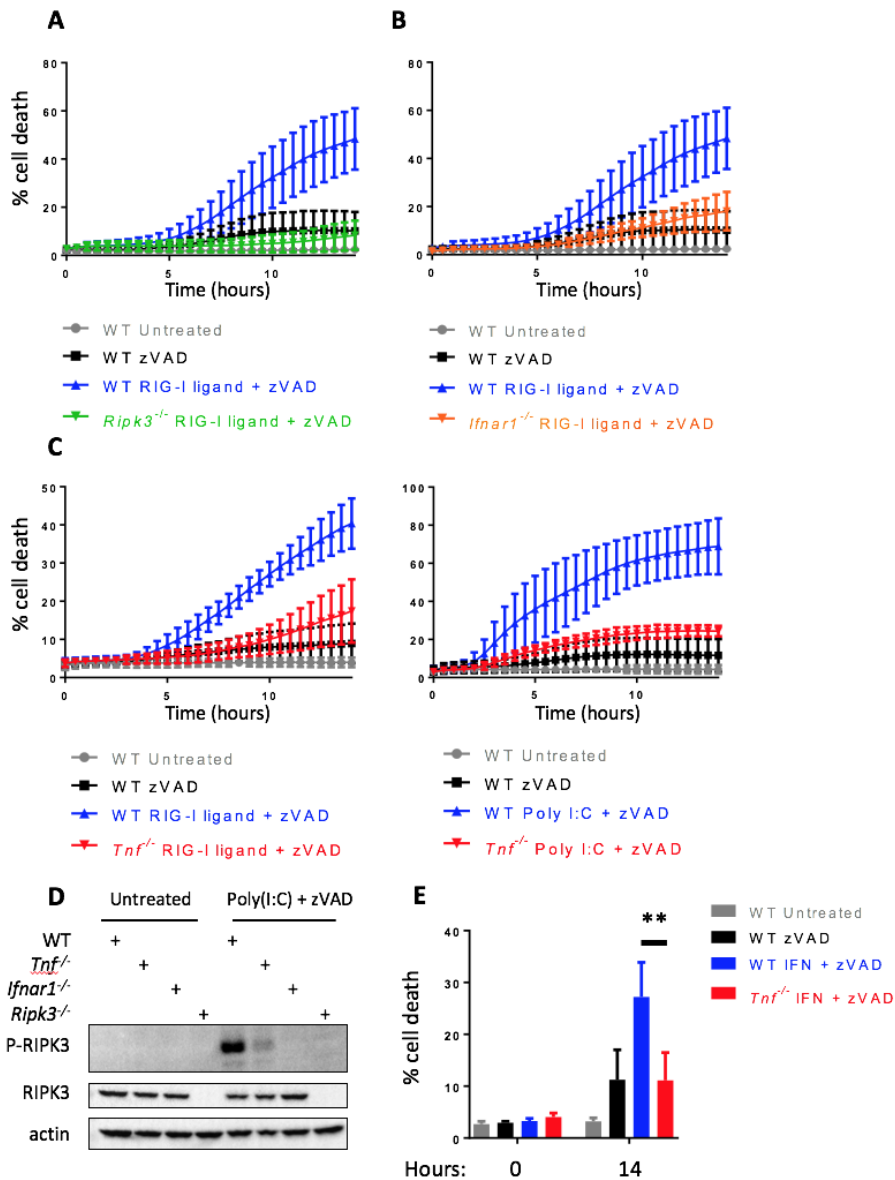 A
% cell death
80
60
40
20
0
0
5
10
Time (hours)
WT Untreated
WT zVAD
WT RIG-I ligand + zVAD
Ripk3-/- RIG-I ligand + zVAD
B
80
60
40
20
0
0
5
10
Time (hours)
WT Untreated
WT zVAD
WT RIG-I ligand + zVAD
Ifnar1-/- RIG-I ligand + zVAD
C
% cell death
50
40
30
20
10
0
0
5
10
Time (hours)
WT Untreated
WT zVAD
WT RIG-I ligand + zVAD
Tnf-/- RIG-I ligand + zVAD
100
80
60
40
20
0
0
5
10
Time (hours)
WT Untreated
WT zVAD
WT Poly I:C + zVAD
Tnf-/- Poly I:C + zVAD
D
Untreated Poly(I:C) + zVAD
WT + +
Tnf-/- + +
Ifnar1-/- + +
Ripk3-/- + +
P-RIPK3
RIPK3
actin
E
% cell death
40
30
20
10
0
**
Hours: 0 14
WT Untreated
WT zVAD
WT IFN + zVAD
Tnf-/- IFN + zVAD